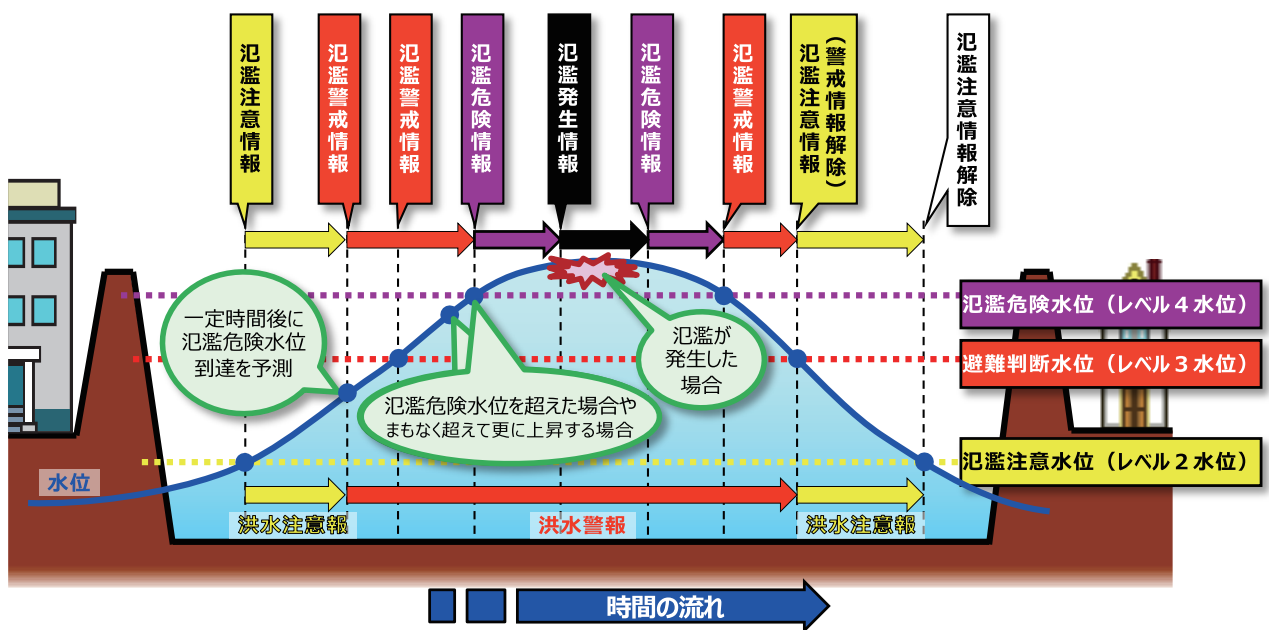 氾濫注意情報
氾濫警戒情報
氾濫警戒情報
氾濫危険情報
氾濫発生情報
氾濫危険情報
氾濫警戒情報
氾濫注意情報
（警戒情報解除）
氾濫注意情報解除
一定時間後に
氾濫危険水位
到達を予測
氾濫危険水位を超えた場合や
まもなく超えて更に上昇する場合
氾濫が
発生した
場合
氾濫危険水位（レベル４水位）
避難判断水位（レベル３水位）
氾濫注意水位（レベル２水位）
水位
洪水注意報
洪水警報
洪水注意報
時間の流れ